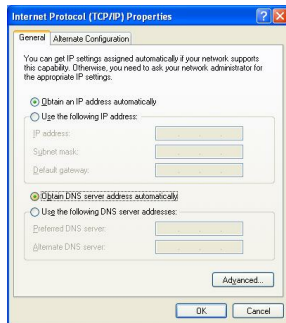 Internet Protocol (TCP/IP) Properties
General Alternate Configuration
You can get IP settings assigned automatically if your network supports
this capability. Otherwise, you need to ask your network administrator for
the appropriate IP settings.
Obtain an IP address automatically
Use the following IP address:
IP address:
Subnet mask:
Default gateway:
Obtain DNS server address automatically
Use the following DNS server addresses:
Preferred DNS server:
Alternate DNS server:
Advanced...
OK Cancel